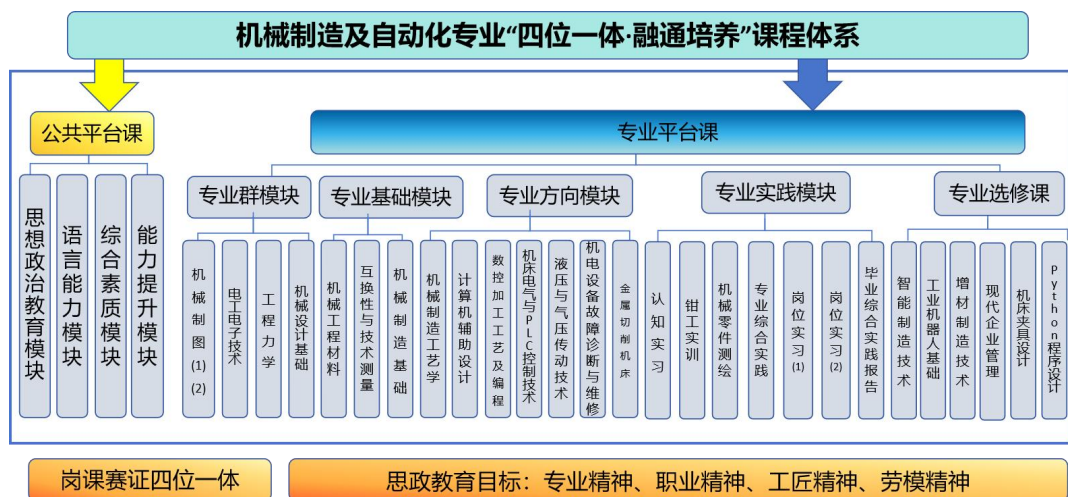 机械制造及自动化专业“四位一体·融通培养”课程体系
公共平台课
专业平台课
思想政治教育模块
语言能力模块
综合素质模块
能力提升模块
专业群模块
专业基础模块
专业方向模块
专业实践模块
专业选修课
机械制图(1)(2)
电工电子技术
工程力学
机械设计基础
机械工程材料
互换性与技术测量
机械制造基础
机械制造工艺学
计算机辅助设计
数控加工工艺及编程
机床电气与PLC控制技术
液压与气压传动技术
机电设备故障诊断与维修
金属切削机床
认知实习
钳工实训
机械零件测绘
专业综合实践
岗位实习(1)
岗位实习(2)
毕业综合实践报告
智能制造技术
工业机器人基础
增材制造技术
现代企业管理
机床夹具设计
Python程序设计
岗课赛证四位一体
思政教育目标：专业精神、职业精神、工匠精神、劳模精神